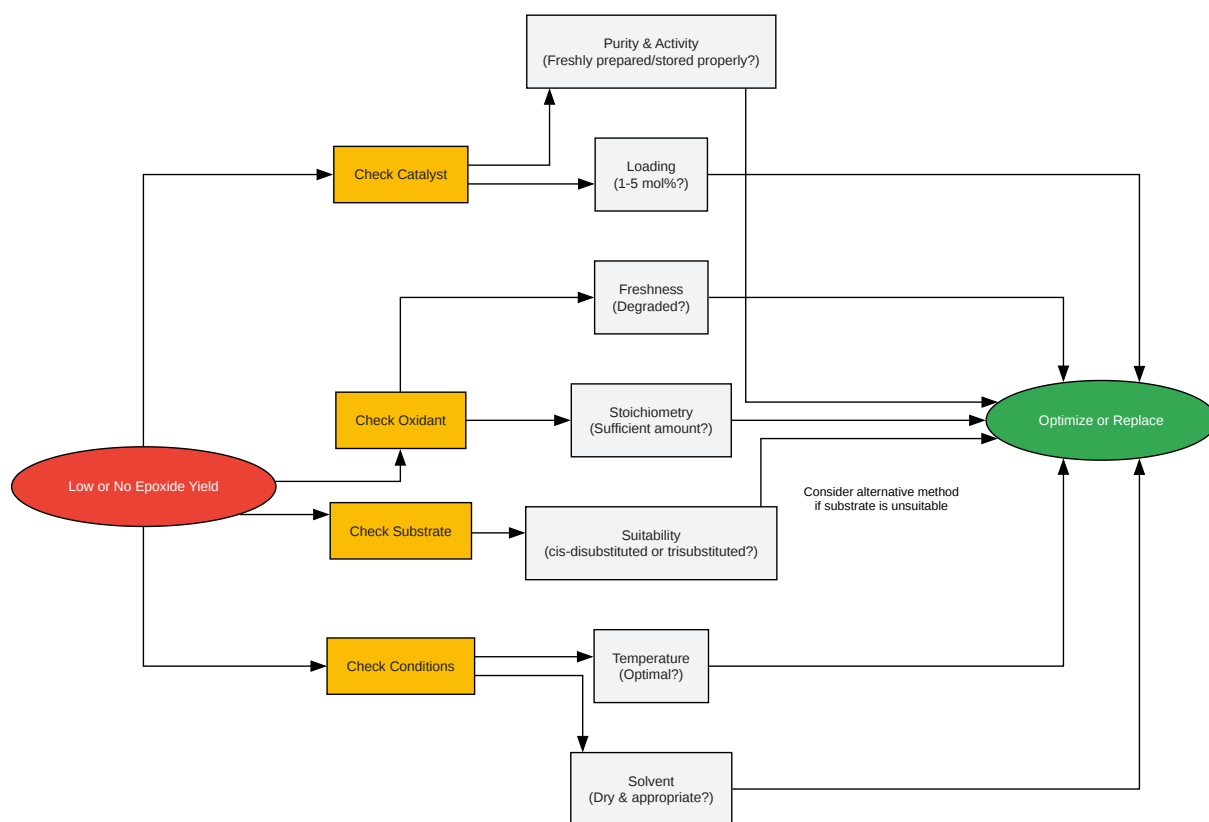 Purity & Activity
(Freshly prepared/stored properly?)
Check Catalyst
Loading
(1-5 mol%?)
Freshness
(Degraded?)
Check Oxidant
Stoichiometry
(Sufficient amount?)
Optimize or Replace
Low or No Epoxide Yield
Consider alternative method
if substrate is unsuitable
Check Substrate
Suitability
(cis-disubstituted or trisubstituted?)
Check Conditions
Temperature
(Optimal?)
Solvent
(Dry & appropriate?)